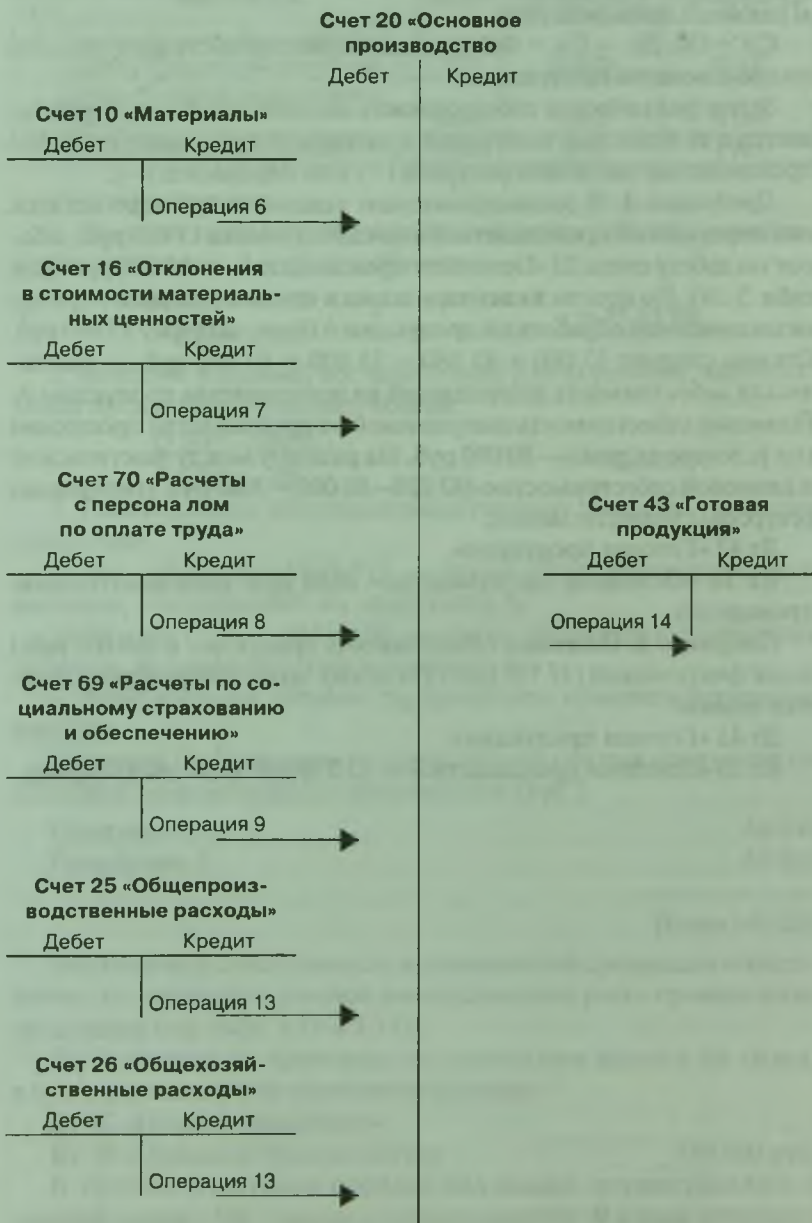 Счет 20 «Основное
производство
Дебет Кредит
Счет 10 «Материалы»
Дебет Кредит
Операция 6
Счет 16 «Отклонения
в стоимости материаль-
ных ценностей»
Дебет Кредит
Операция 7
Счет 70 «Расчеты
с персона лом
по оплате труда»
Дебет Кредит
Операция 8
Счет 43 «Готовая
продукция»
Дебет Кредит
Операция 14
Счет 69 «Расчеты по со-
циальному страхованию
и обеспечению»
Дебет Кредит
Операция 9
Счет 25 «Общепроиз-
водственные расходы»
Дебет Кредит
Операция 13
Счет 26 «Общехозяй-
ственные расходы»
Дебет Кредит
Операция 13